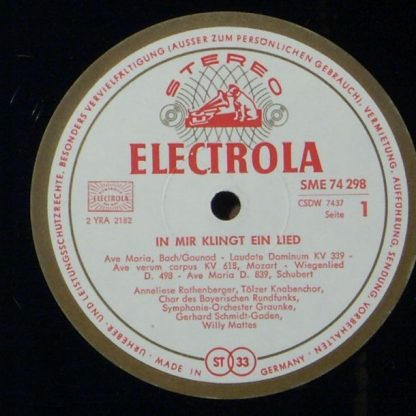 URHEBER- UND LEISTUNGSSCHUTZRECHTE, BESONDERS VERVIELFÄLTIGUNG (AUSSER ZUM PERSÖNLICHEN GEBRAUCH), VERMIETUNG, AUFFÜHRUNG, SENDUNG, VORBEHALTEN ·
STEREO
ELECTROLA
ELECTROLA
2 YRA 2182
SME 74 298
CSDW 7437
Seite 1
IN MIR KLINGT EIN LIED
Ave Maria, Bach/Gounod - Laudate Dominum KV 339 -
Ave verum corpus KV 618, Mozart - Wiegenlied
D. 498 - Ave Maria D. 839, Schubert
Anneliese Rothenberger, Tölzer Knabenchor,
Chor des Bayerischen Rundfunks,
Symphonie-Orchester Graunke,
Gerhard Schmidt-Gaden,
Willy Mattes
MADE IN GERMANY ·
ST 33